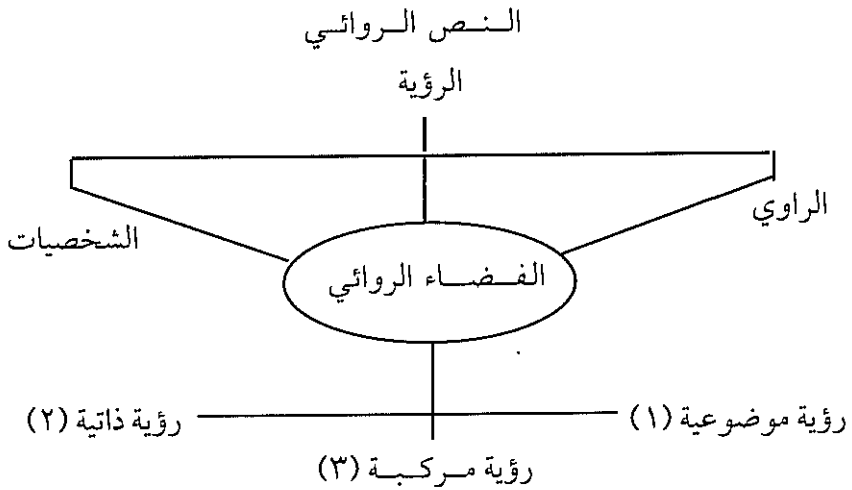 النص الروائي
الرؤية
الراوي
الشخصيات
الفضاء الروائي
رؤية موضوعية (١)
رؤية ذاتية (٢)
رؤية مركبة (٣)